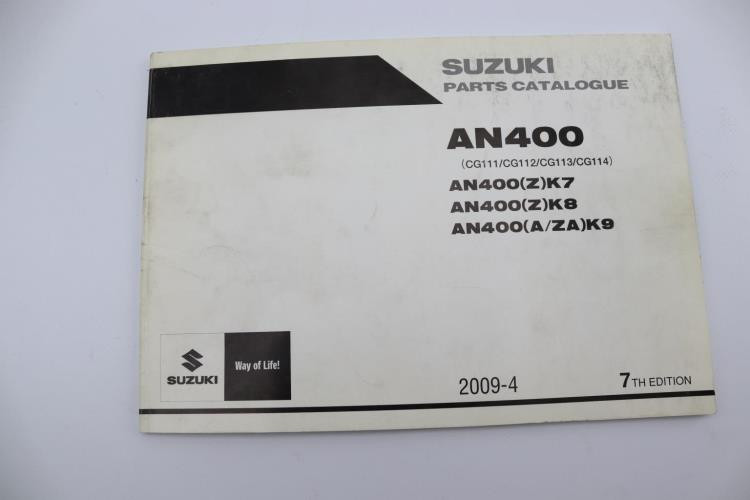 SUZUKI
PARTS CATALOGUE
AN400
(CG111/CG112/CG113/CG114)
AN400(Z)K7
AN400(Z)K8
AN400(A/ZA)K9
SUZUKI
Way of Life!
2009-4
7TH EDITION